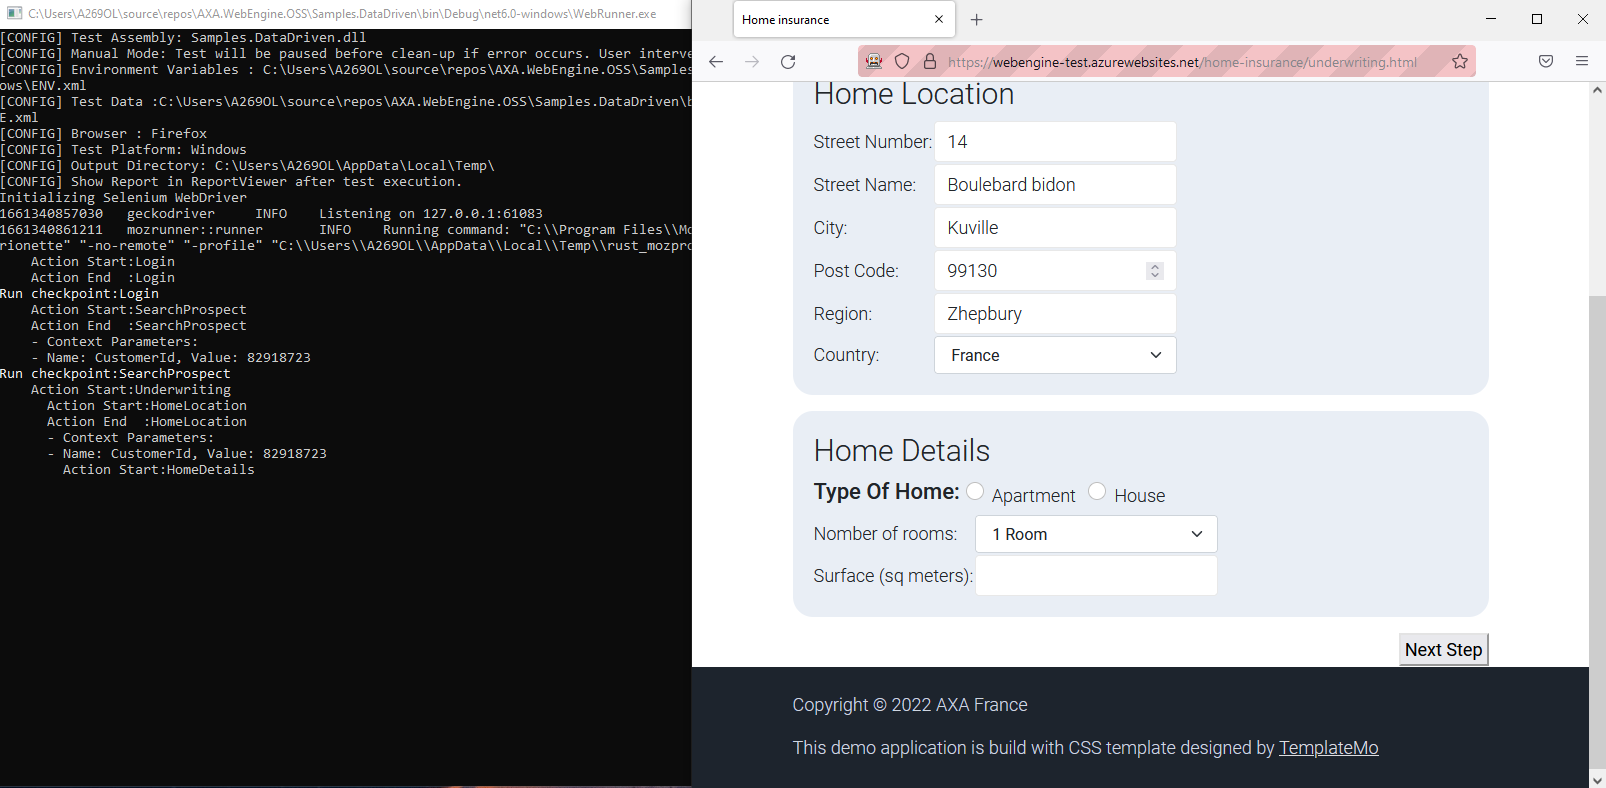 C:\Users\A269OL\source\repos\AXA.WebEngine.OSS\Samples.DataDriven\bin\Debug\net6.0-windows\WebRunner.exe
[CONFIG] Test Assembly: Samples.DataDriven.dll
[CONFIG] Manual Mode: Test will be paused before clean-up if error occurs. User interve
[CONFIG] Environment Variables : C:\Users\A269OL\source\repos\AXA.WebEngine.OSS\Samples
ows\ENV.xml
[CONFIG] Test Data :C:\Users\A269OL\source\repos\AXA.WebEngine.OSS\Samples.DataDriven\b
E.xml
[CONFIG] Browser : Firefox
[CONFIG] Test Platform: Windows
[CONFIG] Output Directory: C:\Users\A269OL\AppData\Local\Temp\
[CONFIG] Show Report in ReportViewer after test execution.
Initializing Selenium WebDriver
1661340857030   geckodriver     INFO    Listening on 127.0.0.1:61083
1661340861211   mozrunner::runner       INFO    Running command: "C:\\Program Files\\Mo
rionette" "-no-remote" "-profile" "C:\\Users\\A269OL\\AppData\\Local\\Temp\\rust_mozpro
    Action Start:Login
    Action End  :Login
Run checkpoint:Login
    Action Start:SearchProspect
    Action End  :SearchProspect
    - Context Parameters:
    - Name: CustomerId, Value: 82918723
Run checkpoint:SearchProspect
    Action Start:Underwriting
      Action Start:HomeLocation
      Action End  :HomeLocation
      - Context Parameters:
      - Name: CustomerId, Value: 82918723
        Action Start:HomeDetails
Home insurance
https://webengine-test.azurewebsites.net/home-insurance/underwriting.html
Home Location
Street Number: 14
Street Name: Boulebard bidon
City: Kuville
Post Code: 99130
Region: Zhepbury
Country: France
Home Details
Type Of Home: Apartment House
Nomber of rooms: 1 Room
Surface (sq meters):
Next Step
Copyright © 2022 AXA France
This demo application is build with CSS template designed by TemplateMo